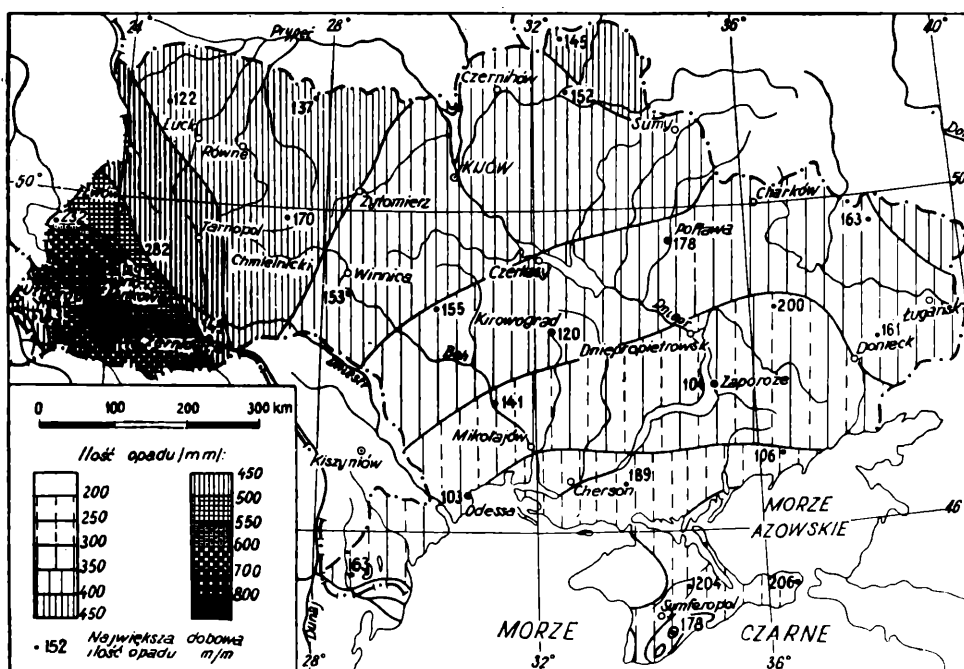 24° 28° 32 36° 40°
Prypeć
145
Czernihów
122
137
152
Łuck
Sumy
Równe
KIJÓW
50°
50
Charków
Żytomierz
163
170
Tarnopol
Połtawa
178
282
Chmielnicki
Winnica
Czerkasy
153
200
Ługańsk
155
Kirowograd
120
Dniepr
161
Boh
Dniepropietrowsk
Donieck
Zaporoże
0 100 200 300 km
141
Mikołajów
Ilość opadu /mm/:
Kiszyniów
106
189
Cherson
103
Odessa
MORZE
AZOWSKIE
46
200
250
300
350
400
450
450
500
550
600
700
800
63
204
206
Symferopol
178
•152 Największa dobowa
ilość opadu m/m
Dunaj
MORZE CZARNE
28° 32° 36°